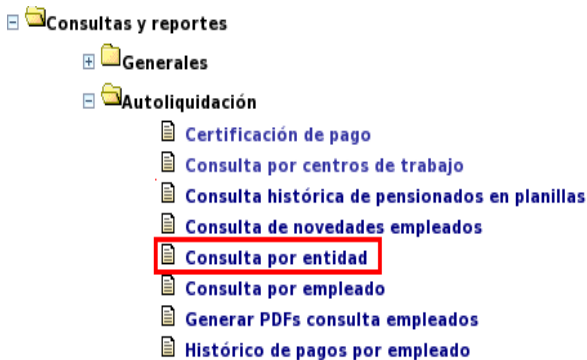 Consultas y reportes
Generales
Autoliquidación
Certificación de pago
Consulta por centros de trabajo
Consulta histórica de pensionados en planillas
Consulta de novedades empleados
Consulta por entidad
Consulta por empleado
Generar PDFs consulta empleados
Histórico de pagos por empleado